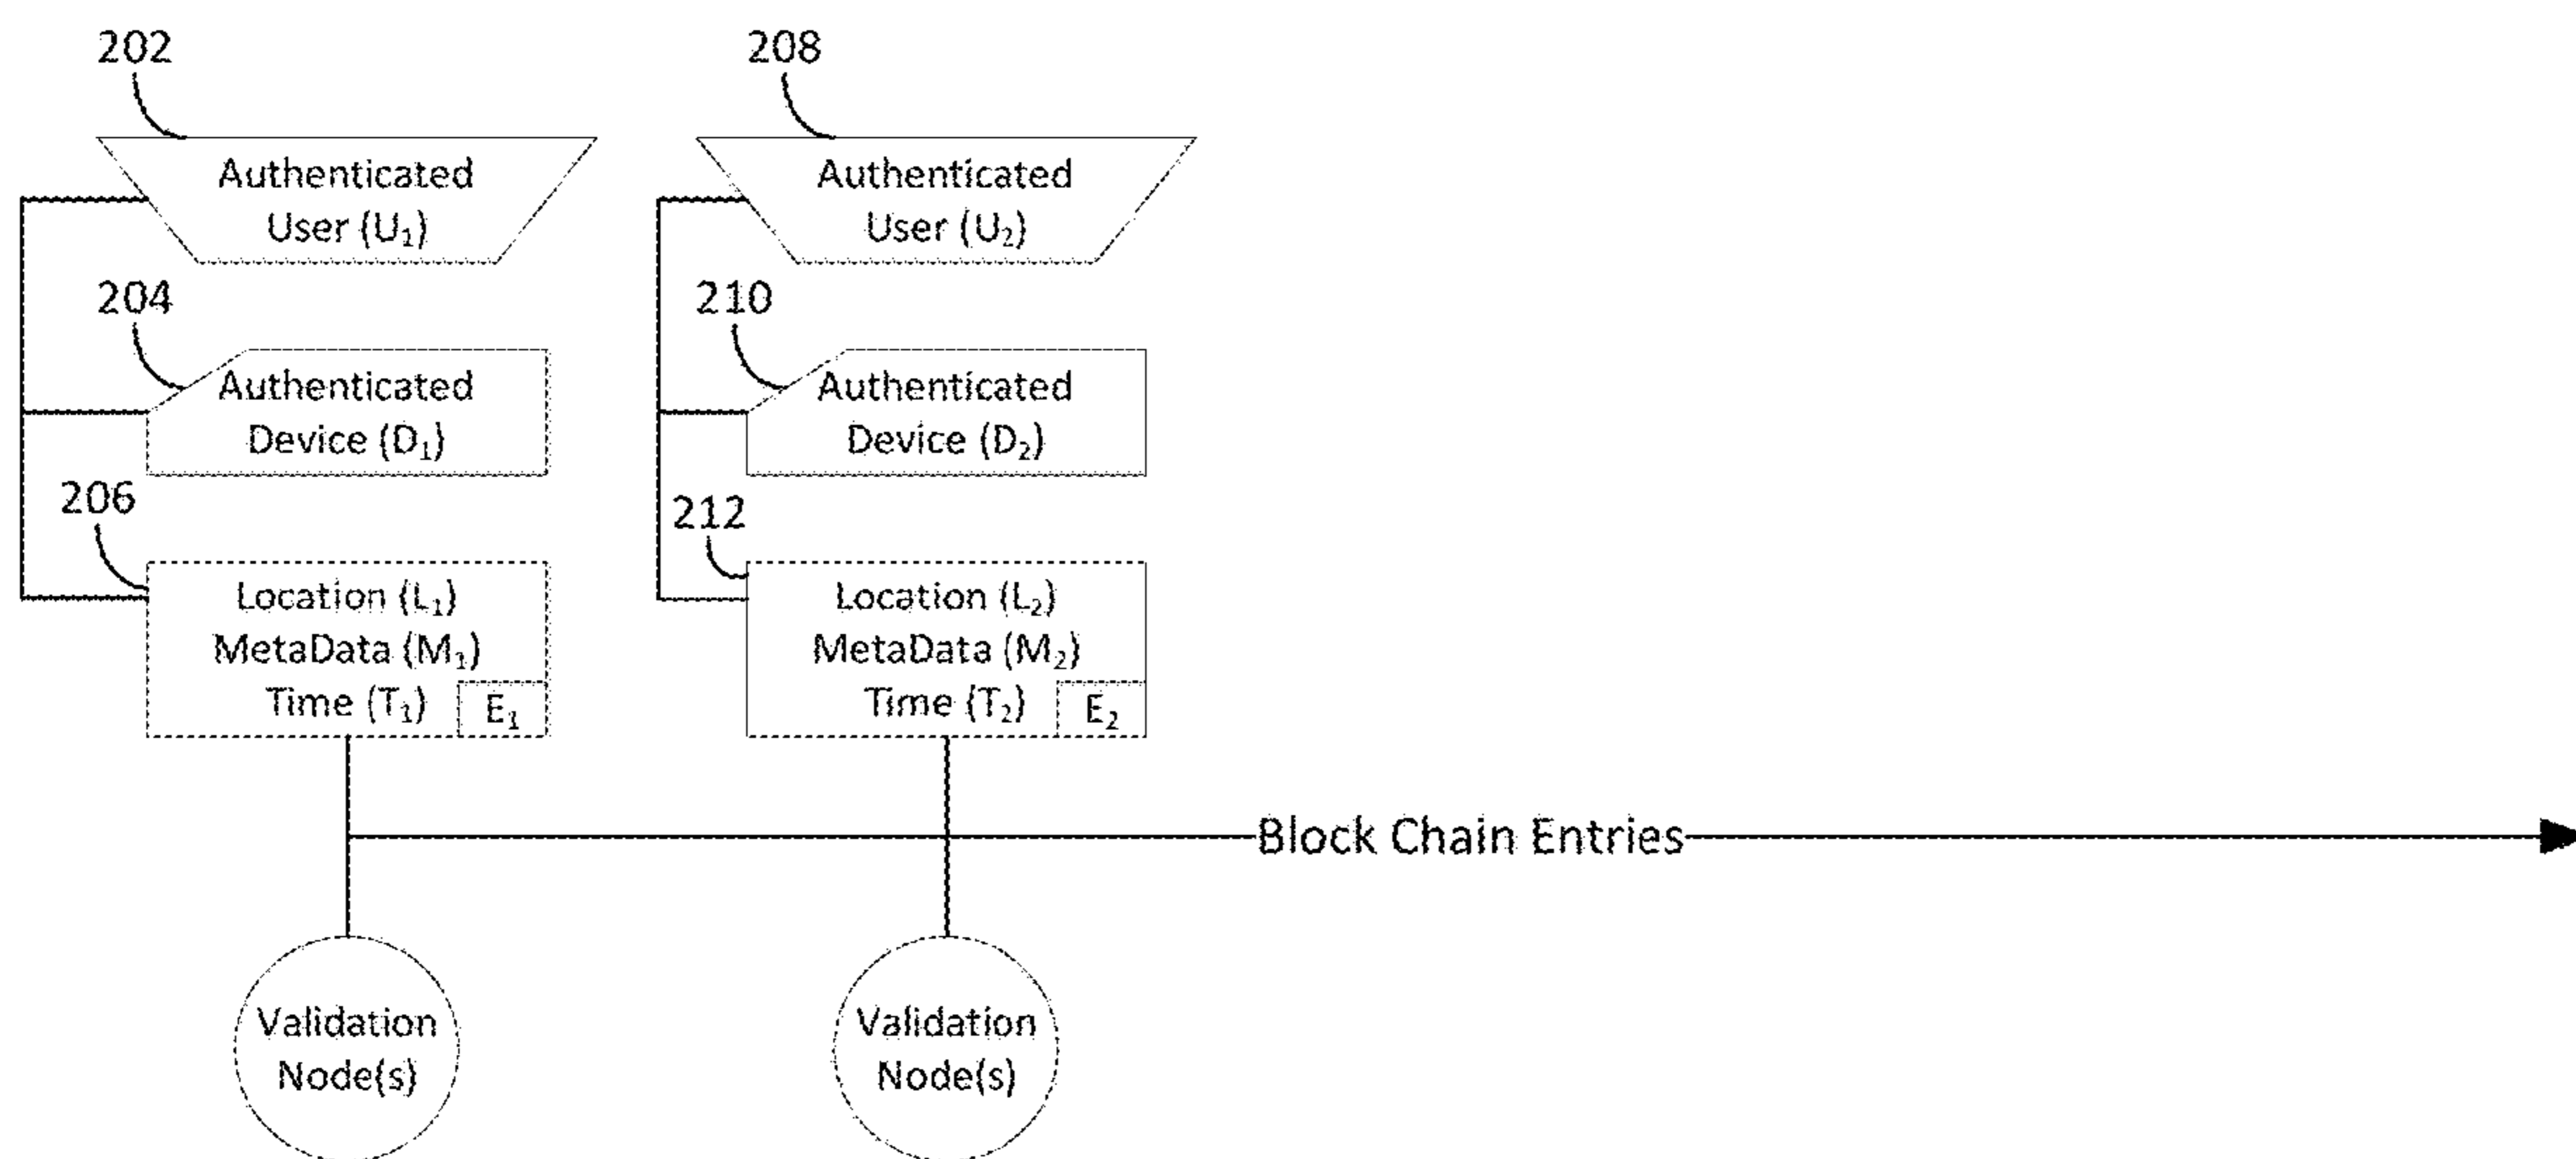 202
Authenticated
User (U₁)
204
Authenticated
Device (D₁)
206
Location (L₁)
MetaData (M₁)
Time (T₁)
E₁
208
Authenticated
User (U₂)
210
Authenticated
Device (D₂)
212
Location (L₂)
MetaData (M₂)
Time (T₂)
E₂
Block Chain Entries
Validation
Node(s)
Validation
Node(s)